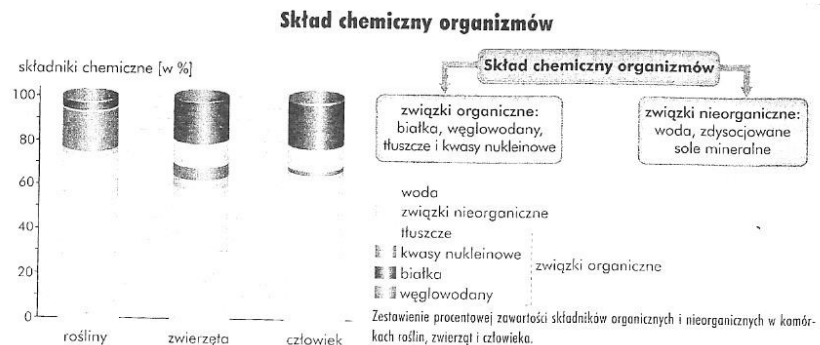 Skład chemiczny organizmów
składniki chemiczne [w %]
100
80
60
40
20
0
rośliny
zwierzęta
człowiek
Skład chemiczny organizmów
związki organiczne:
białka, węglowodany,
tłuszcze i kwasy nukleinowe
związki nieorganiczne:
woda, zdysocjowane
sole mineralne
woda
związki nieorganiczne
tłuszcze
kwasy nukleinowe
białka
węglowodany
związki organiczne
Zestawienie procentowej zawartości składników organicznych i nieorganicznych w komór-
kach roślin, zwierząt i człowieka.